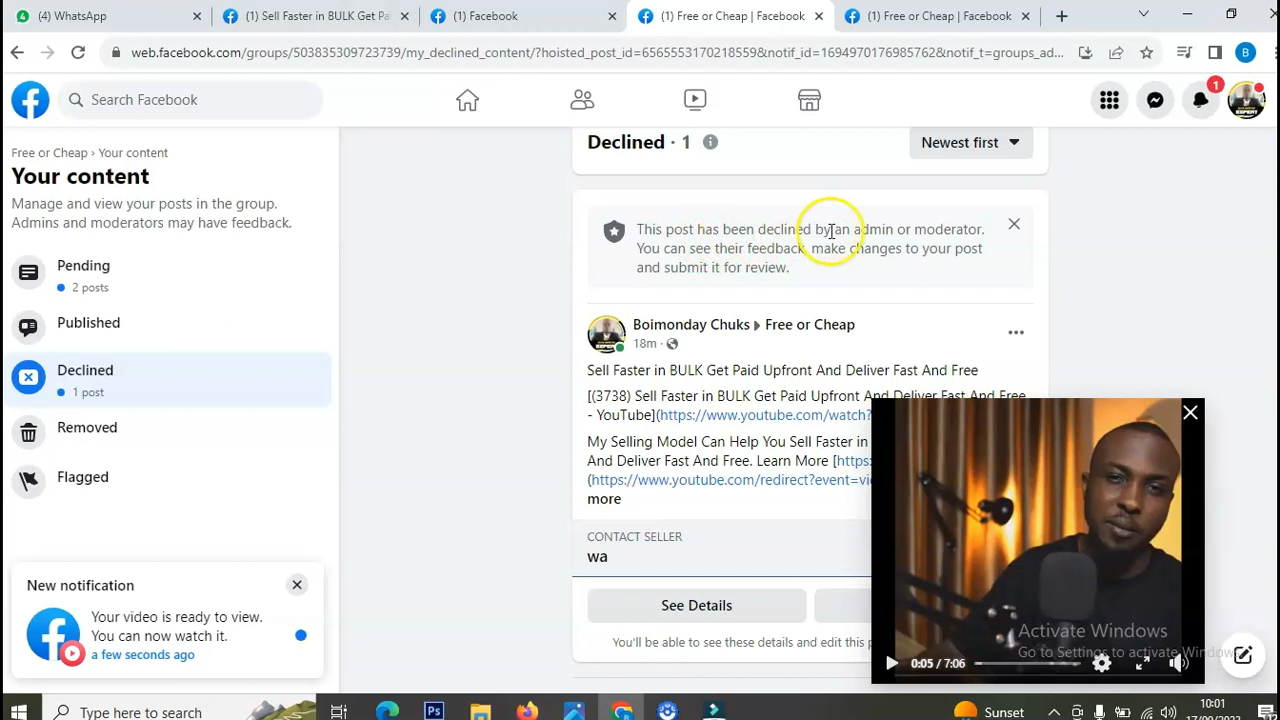 (4) WhatsApp
(1) Sell Faster in BULK Get Pa
(1) Facebook
(1) Free or Cheap | Facebook
(1) Free or Cheap | Facebook
web.facebook.com/groups/503835309723739/my_declined_content/?hoisted_post_id=656555317021855&notif_id=1694970176985762&notif_t=groups_ad...
B
Search Facebook
1
Free or Cheap › Your content
Your content
Manage and view your posts in the group.
Admins and moderators may have feedback.
Pending
2 posts
Published
Declined
1 post
Removed
Flagged
New notification
Your video is ready to view.
You can now watch it.
a few seconds ago
Declined · 1
Newest first
This post has been declined by an admin or moderator.
You can see their feedback, make changes to your post
and submit it for review.
Boimonday Chuks Free or Cheap
18m
Sell Faster in BULK Get Paid Upfront And Deliver Fast And Free
[(3738) Sell Faster in BULK Get Paid Upfront And Deliver Fast And Free
- YouTube](https://www.youtube.com/watch?
My Selling Model Can Help You Sell Faster in
And Deliver Fast And Free. Learn More [https:
(https://www.youtube.com/redirect?event=vi
more
CONTACT SELLER
wa
See Details
You'll be able to see these details and edit this p
0:05 / 7:06
Activate Windows
Go to Settings to activate Windows.
Type here to search
Ps
Sunset
10:01